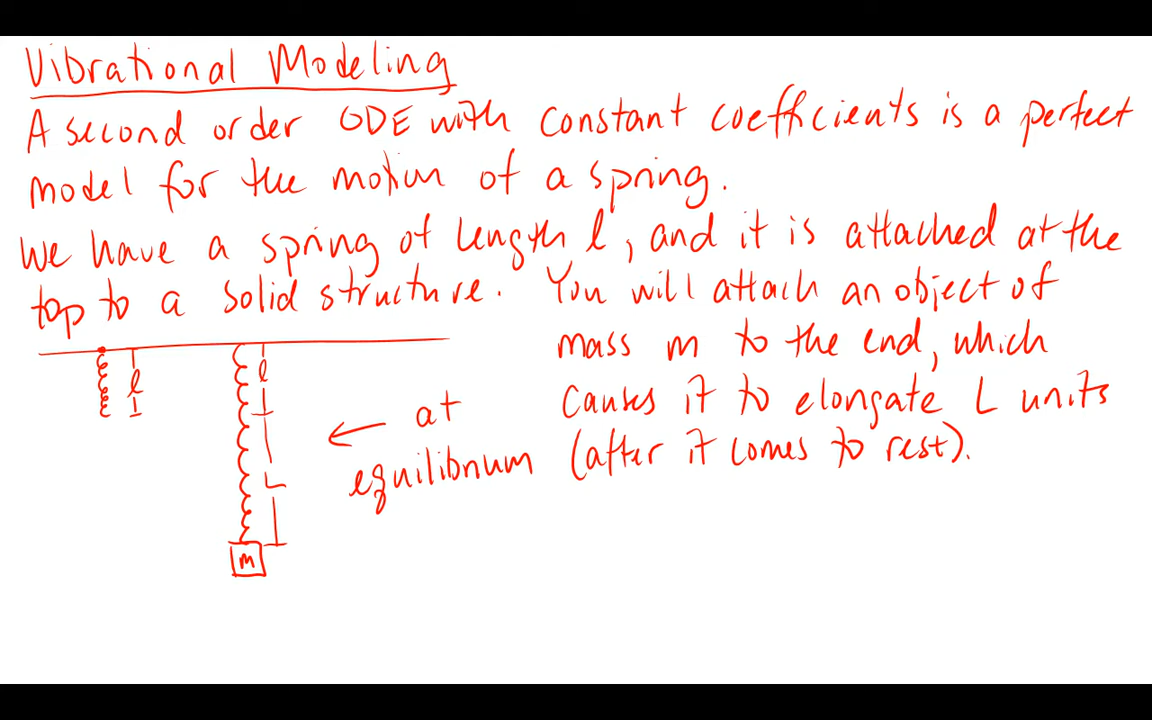 Vibrational Modeling
A second order ODE with constant coefficients is a perfect
model for the motion of a spring.
We have a spring of length l, and it is attached at the
top to a solid structure. You will attach an object of
mass m to the end, which
causes it to elongate L units
(after it comes to rest).
l
l
L
m
← at
equilibrium